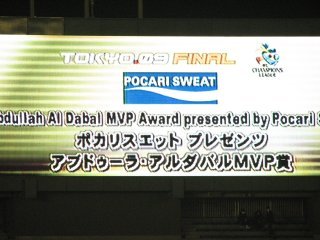 TOKYO.09 FINAL
CHAMPIONS
LEAGUE
POCARI SWEAT
bdullah Al Dabal MVP Award presented by Pocari S
ポカリスエット プレゼンツ
アブドゥーラ・アルダバルMVP賞